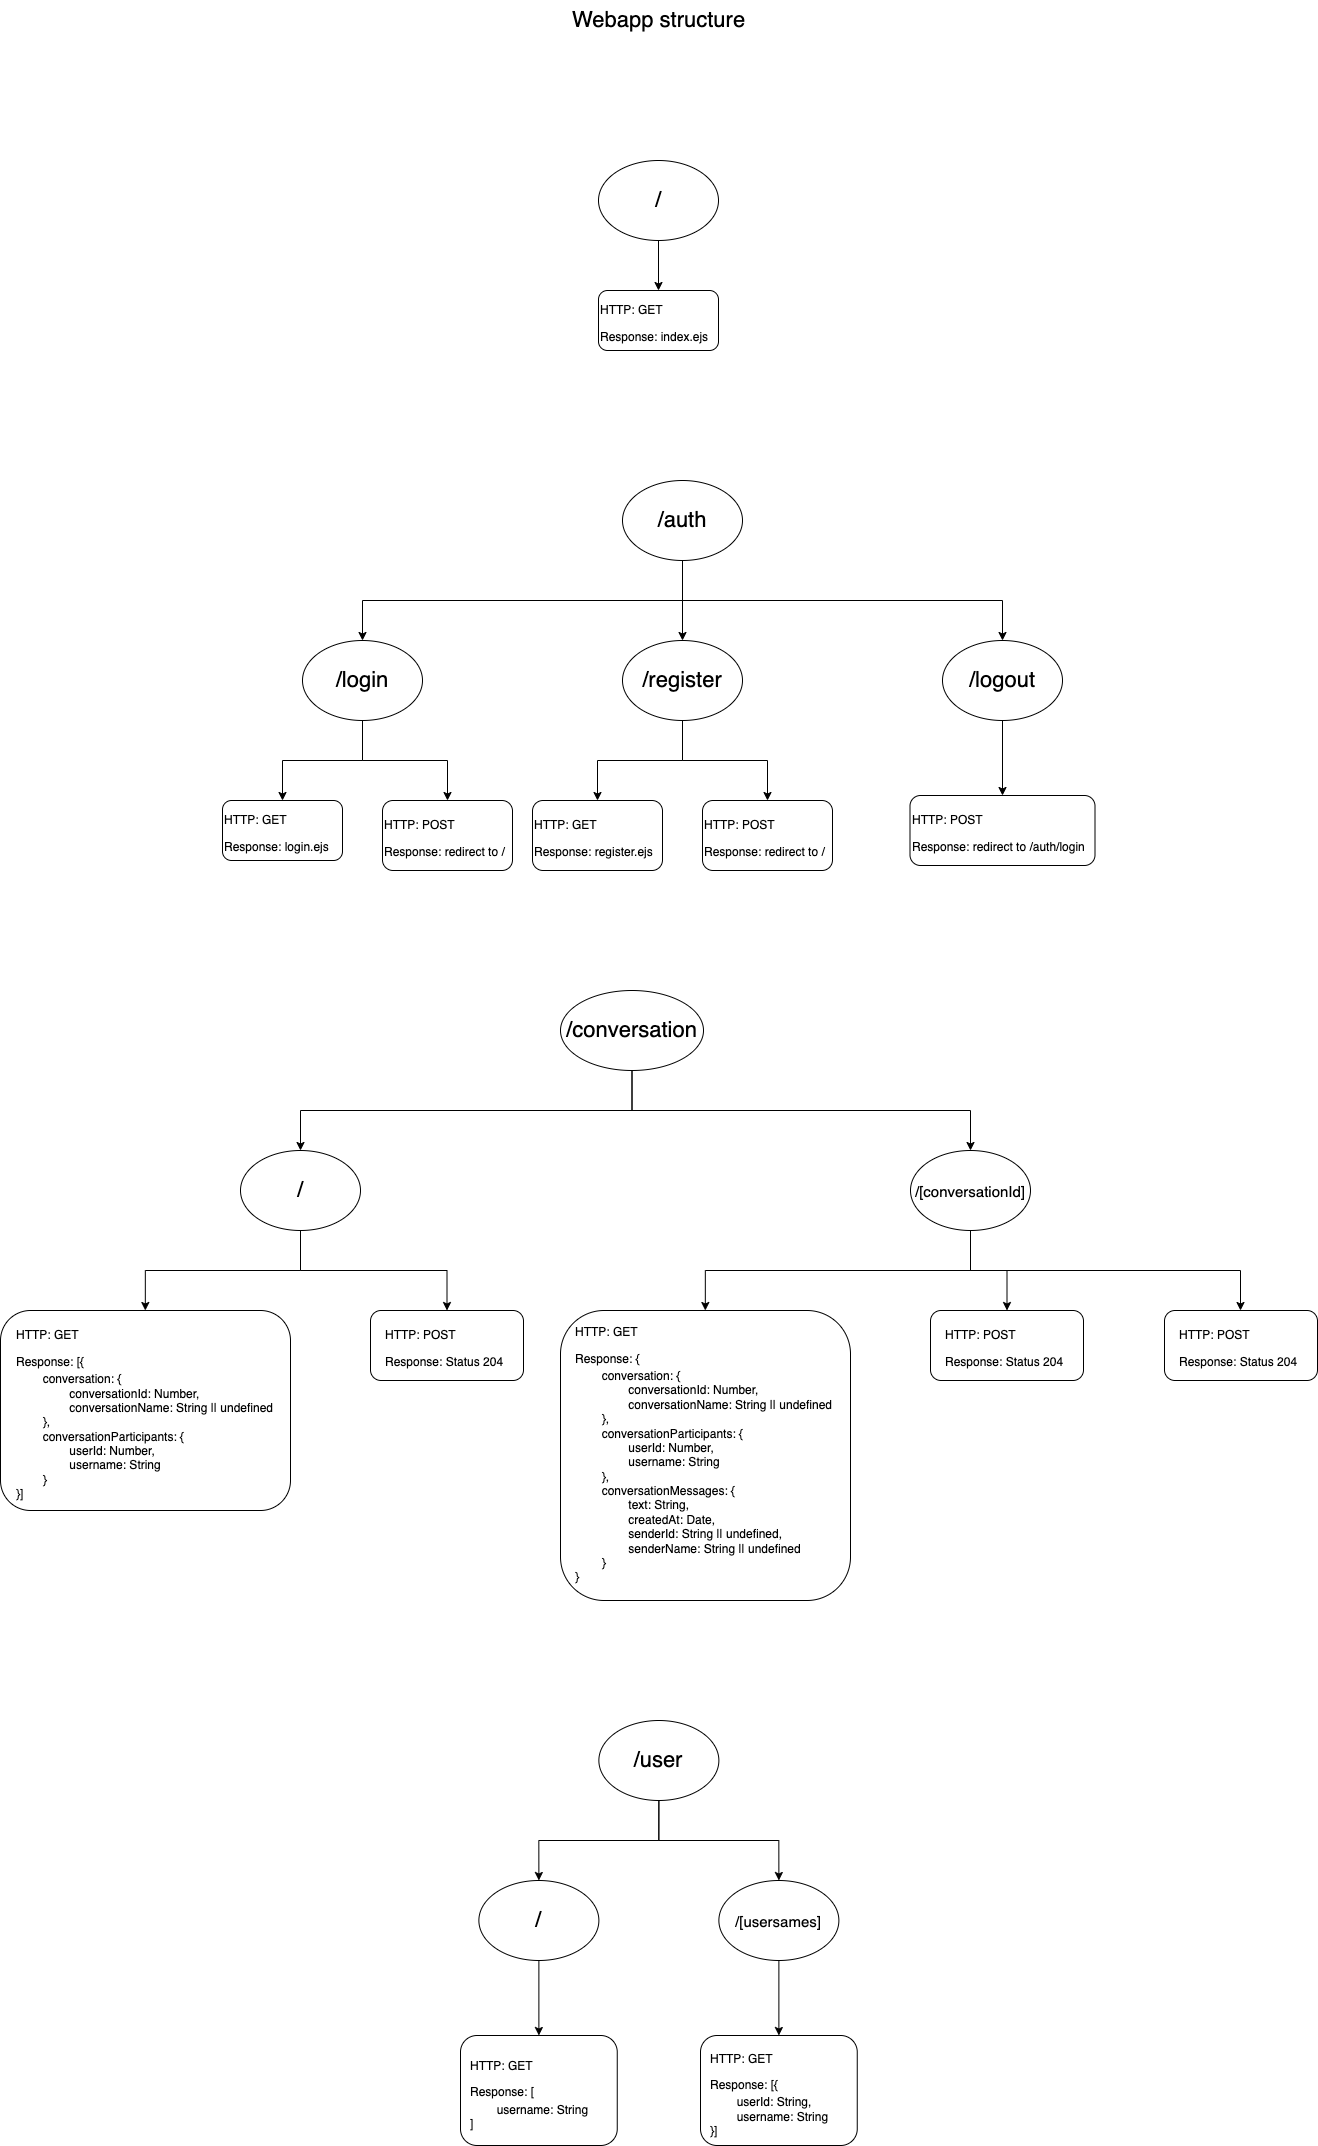 Webapp structure
/
HTTP: GET
Response: index.ejs
/auth
/login
/register
/logout
HTTP: GET
Response: login.ejs
HTTP: POST
Response: redirect to /
HTTP: GET
Response: register.ejs
HTTP: POST
Response: redirect to /
HTTP: POST
Response: redirect to /auth/login
/conversation
/
/[conversationId]
HTTP: GET
Response: [{
conversation: {
conversationId: Number,
conversationName: String || undefined
},
conversationParticipants: {
userId: Number,
username: String
}
}]
HTTP: POST
Response: Status 204
HTTP: GET
Response: {
conversation: {
conversationId: Number,
conversationName: String || undefined
},
conversationParticipants: {
userId: Number,
username: String
},
conversationMessages: {
text: String,
createdAt: Date,
senderId: String || undefined,
senderName: String || undefined
}
}
HTTP: POST
Response: Status 204
HTTP: POST
Response: Status 204
/user
/
/[usersames]
HTTP: GET
Response: [
username: String
]
HTTP: GET
Response: [{
userId: String,
username: String
}]